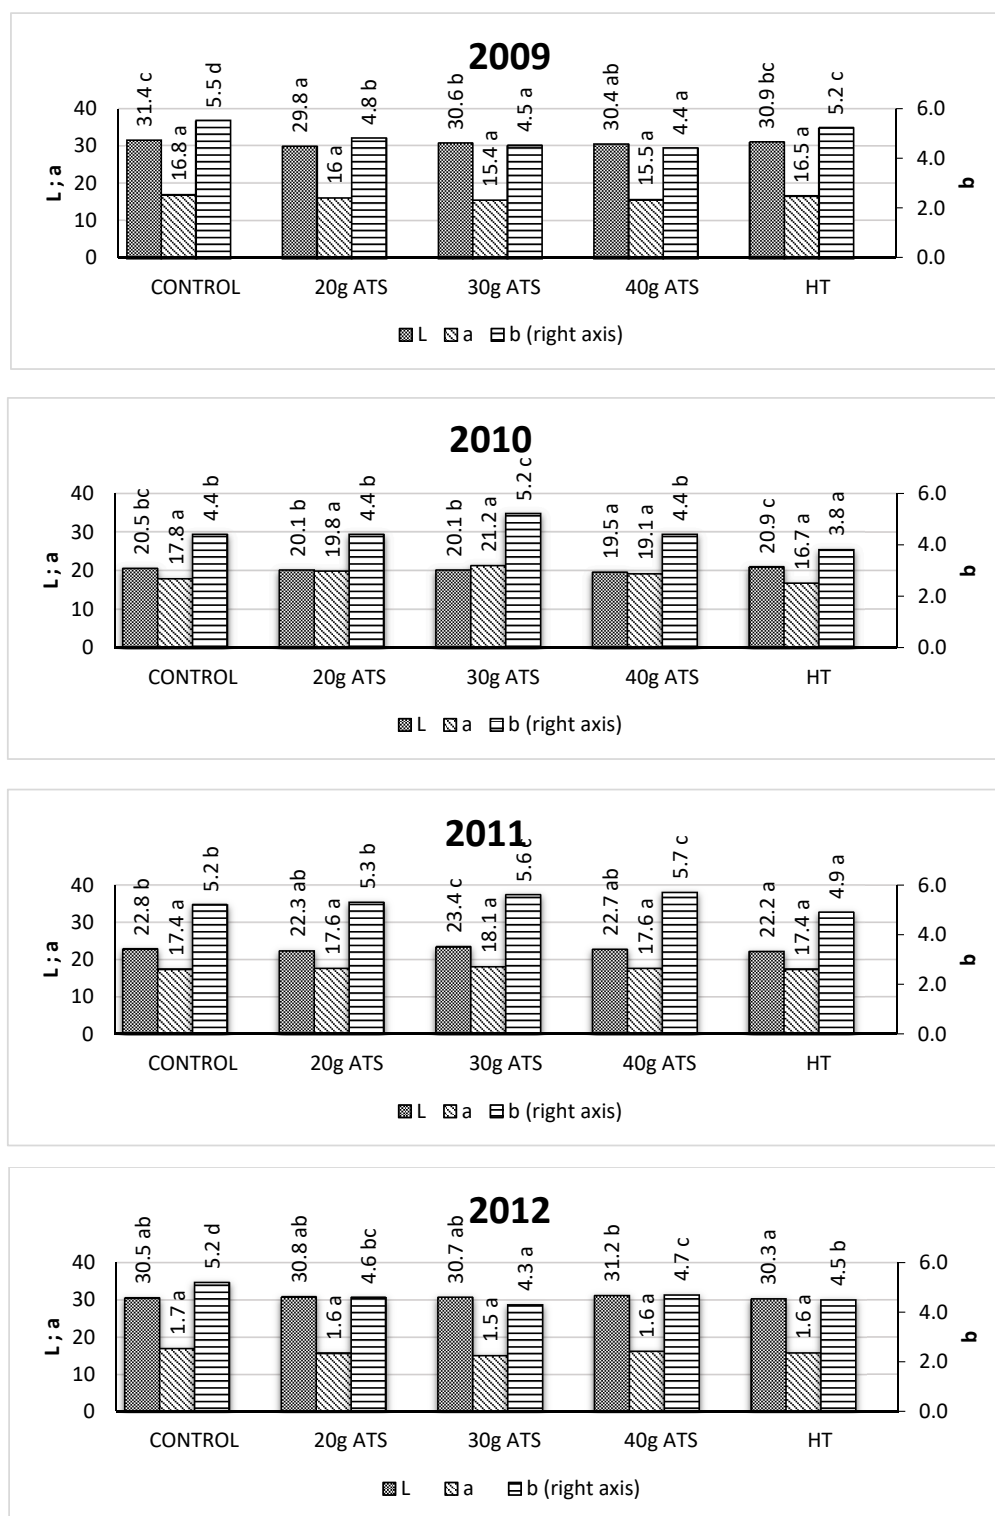 2009
31.4 c 16.8 a 5.5 d 29.8 a 16 a 4.8 b 30.6 b 15.4 a 4.5 a 30.4 ab 15.5 a 4.4 a 30.9 bc 16.5 a 5.2 c
L ; a
40
30
20
10
0
6.0
4.0
2.0
0.0
b
CONTROL 20g ATS 30g ATS 40g ATS HT
L a b (right axis)
2010
20.5 bc 17.8 a 4.4 b 20.1 b 19.8 a 4.4 b 20.1 b 21.2 a 5.2 c 19.5 a 19.1 a 4.4 b 20.9 c 16.7 a 3.8 a
L ; a
40
30
20
10
0
6.0
4.0
2.0
0.0
b
CONTROL 20g ATS 30g ATS 40g ATS HT
L a b (right axis)
2011
22.8 b 17.4 a 5.2 b 22.3 ab 17.6 a 5.3 b 23.4 c 18.1 a 5.6 c 22.7 ab 17.6 a 5.7 c 22.2 a 17.4 a 4.9 a
L ; a
40
30
20
10
0
6.0
4.0
2.0
0.0
b
CONTROL 20g ATS 30g ATS 40g ATS HT
L a b (right axis)
2012
30.5 ab 1.7 a 5.2 d 30.8 ab 1.6 a 4.6 bc 30.7 ab 1.5 a 4.3 a 31.2 b 1.6 a 4.7 c 30.3 a 1.6 a 4.5 b
L ; a
40
30
20
10
0
6.0
4.0
2.0
0.0
b
CONTROL 20g ATS 30g ATS 40g ATS HT
L a b (right axis)